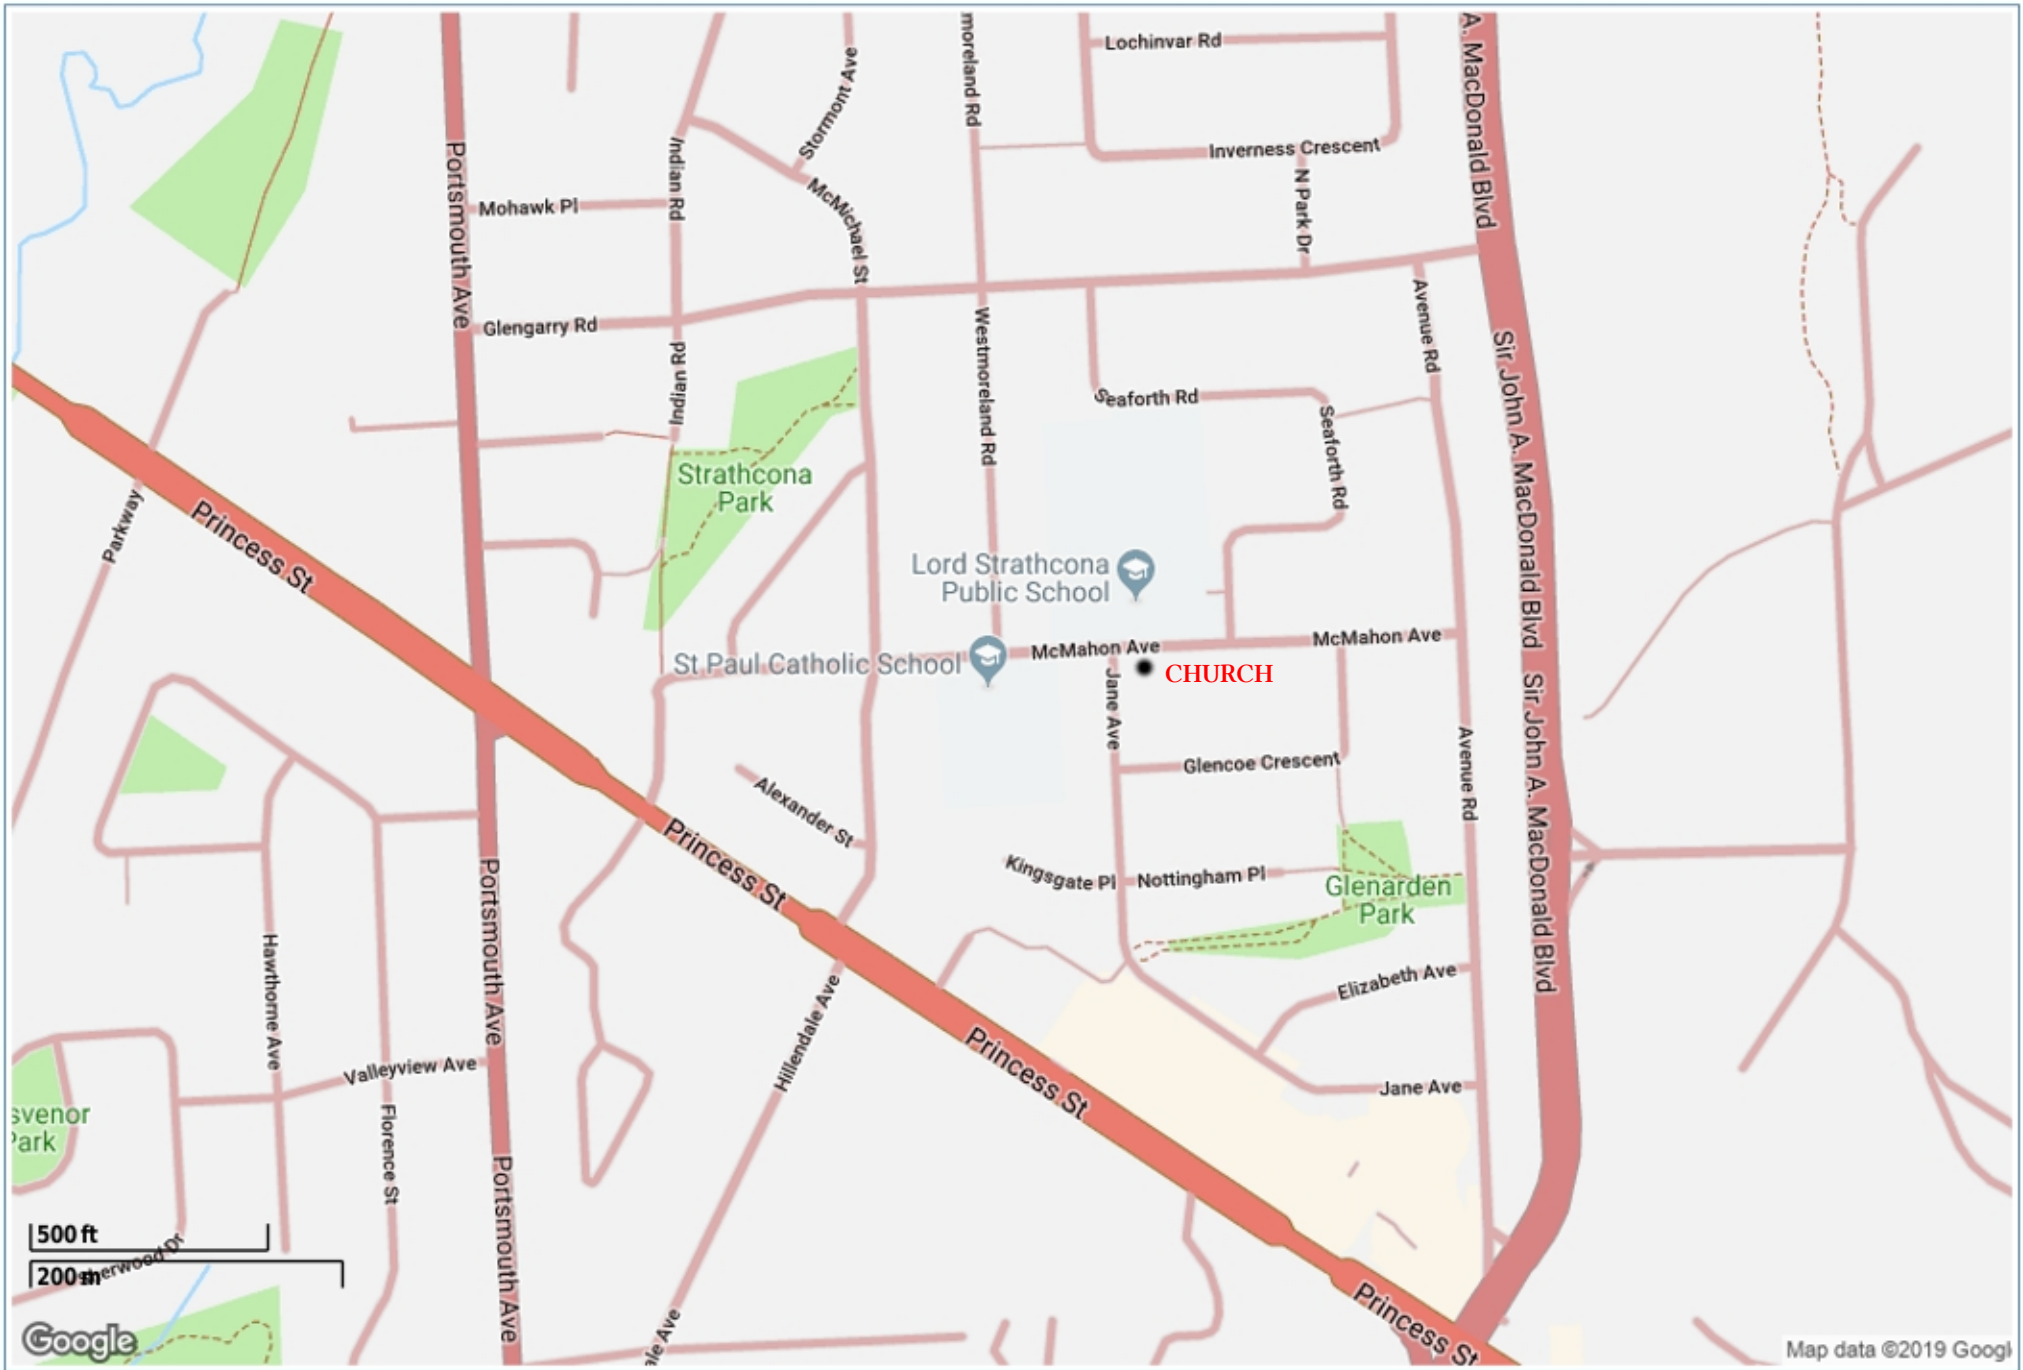 Lochinvar Rd
moreland Rd
Stormont Ave
A. MacDonald Blvd
Portsmouth Ave
Indian Rd
Inverness Crescent
N Park Dr
Mohawk Pl
McMichael St
Glengarry Rd
Indian Rd
Westmoreland Rd
Avenue Rd
Seaforth Rd
Seaforth Rd
Sir John A. MacDonald Blvd
Strathcona
Park
Princess St
Parkway
Lord Strathcona
Public School
McMahon Ave
McMahon Ave
St Paul Catholic School
CHURCH
Jane Ave
Sir John A. MacDonald Blvd
Glencoe Crescent
Avenue Rd
Alexander St
Princess St
Kingsgate Pl
Nottingham Pl
Glenarden
Park
Portsmouth Ave
Hawthorne Ave
Hillendale Ave
Elizabeth Ave
Princess St
Valleyview Ave
Jane Ave
svenor
Park
Florence St
Portsmouth Ave
500 ft
200 m
Sherwood Dr
Princess St
ale Ave
Google
Map data ©2019 Googl